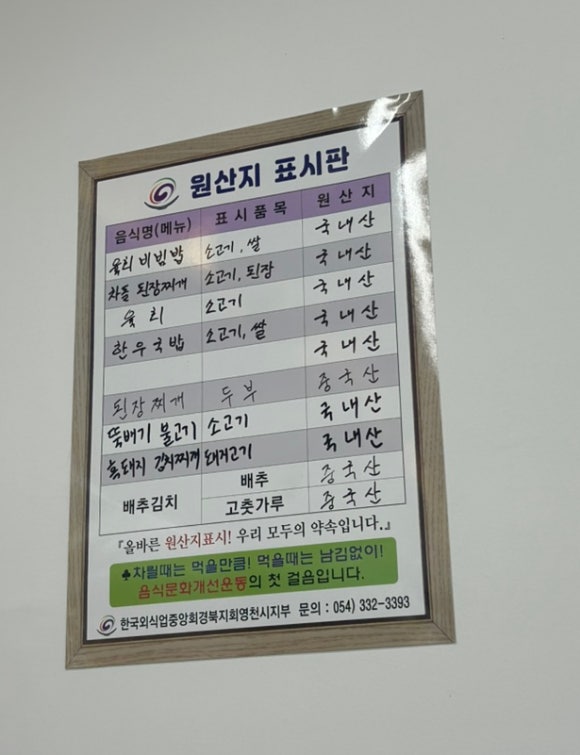 원산지 표시판
음식명(메뉴) 표시품목 원산지
육회비빔밥 소고기, 쌀 국내산
차돌 된장찌개 소고기, 된장 국내산
육회 소고기 국내산
한우국밥 소고기, 쌀 국내산
국내산
된장찌개 두부 중국산
뚝배기 불고기 소고기 국내산
흑돼지 김치찌개 돼지고기 국내산
배추김치 배추 중국산
고춧가루 중국산
『올바른 원산지표시! 우리 모두의 약속입니다.』
♣차릴때는 먹을만큼! 먹을때는 남김없이!
음식문화개선운동의 첫 걸음입니다.
한국외식업중앙회경북지회영천시지부 문의 : 054) 332-3393